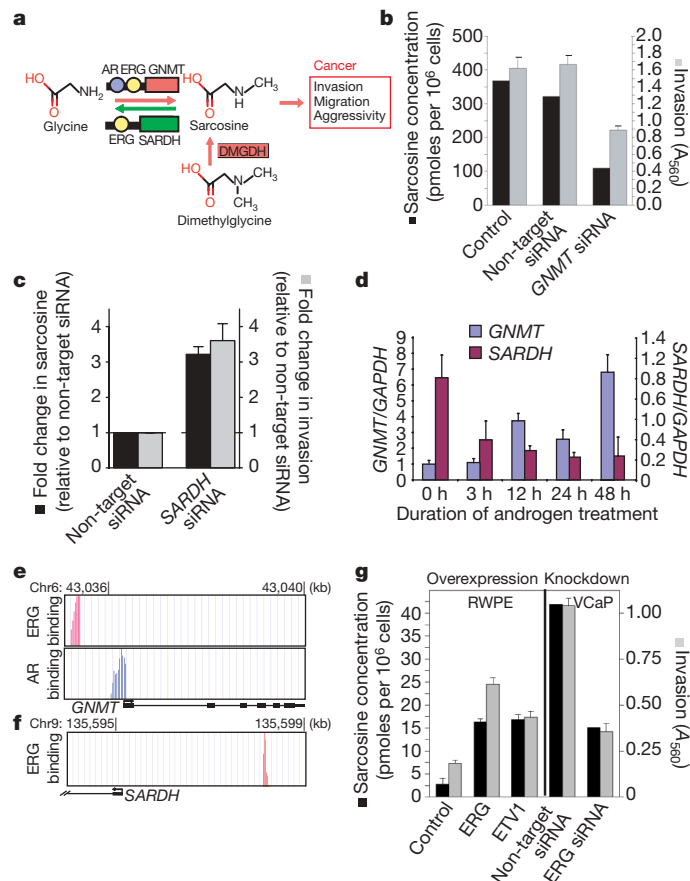 a
HO
O
NH2
Glycine
AR ERG GNMT
ERG SARDH
HO
O
N
H
CH3
Sarcosine
DMGDH
HO
O
N
CH3
CH3
Dimethylglycine
Cancer
Invasion
Migration
Aggressivity
b
Sarcosine concentration
(pmoles per 10^6 cells)
500
400
300
200
100
0
2.0
1.8
1.6
1.4
1.2
1.0
0.8
0.6
0.4
0.2
0.0
Invasion (A560)
Control
Non-target
siRNA
GNMT siRNA
c
Fold change in sarcosine
(relative to non-target siRNA)
4
3
2
1
0
4
3
2
1
0
Fold change in invasion
(relative to non-target siRNA)
Non-target
siRNA
SARDH
siRNA
d
GNMT
SARDH
GNMT/GAPDH
9
8
7
6
5
4
3
2
1
0
1.4
1.2
0.8
1.0
0.4
0.2
0
SARDH/GAPDH
0 h 3 h 12 h 24 h 48 h
Duration of androgen treatment
e
Chr6: 43,036 43,040 (kb)
ERG
binding
AR
binding
GNMT
f
Chr9: 135,595 135,599 (kb)
ERG
binding
SARDH
g
Overexpression Knockdown
RWPE VCaP
Sarcosine concentration
(pmoles per 10^6 cells)
40
35
30
25
20
15
10
5
0
1.00
0.75
0.50
0.25
0
Invasion (A560)
Control
ERG
ETV1
Non-target
siRNA
ERG siRNA